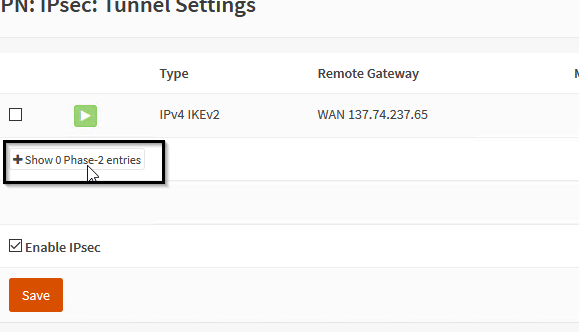 PN: IPsec: Tunnel Settings
Type Remote Gateway
IPv4 IKEv2 WAN 137.74.237.65
Show 0 Phase-2 entries
Enable IPsec
Save